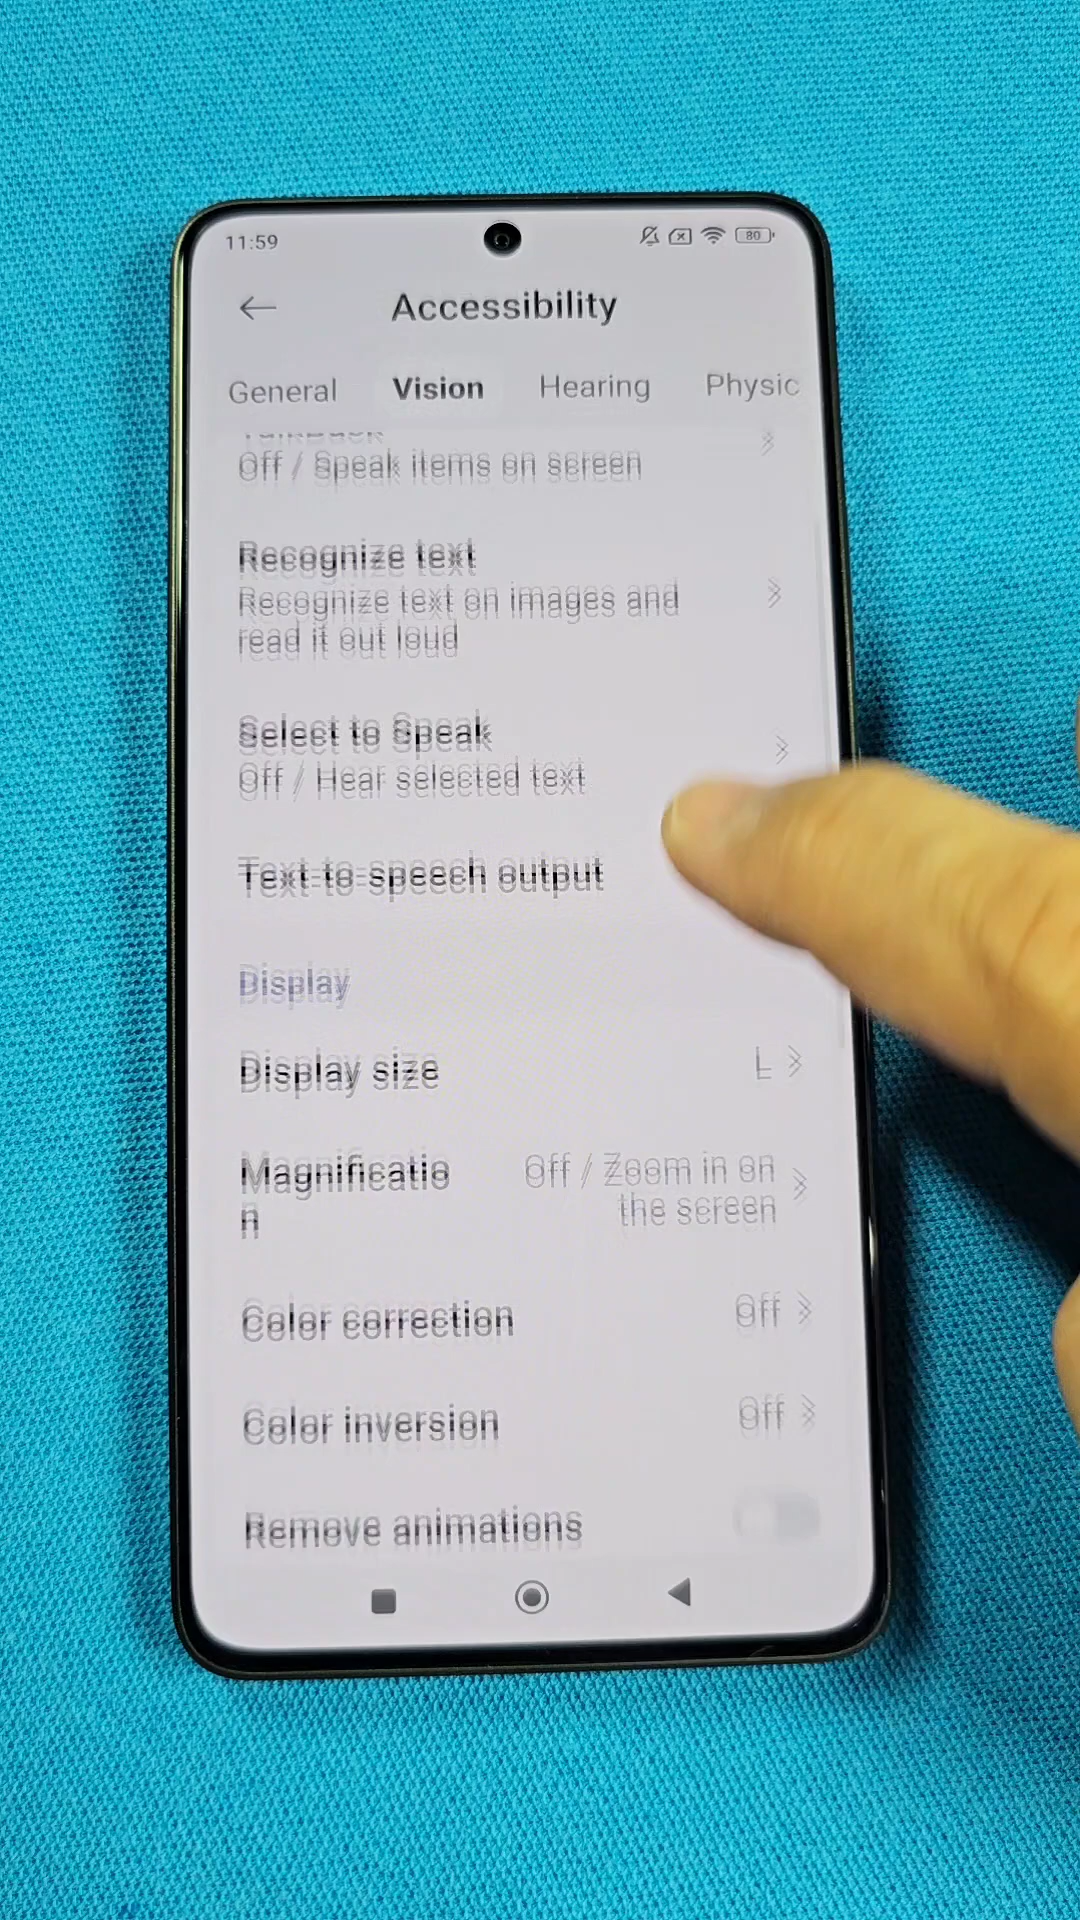 11:59
80
Accessibility
General Vision Hearing Physic
TalkBack
Off / Speak items on screen
Recognize text
Recognize text on images and
read it out loud
Select to Speak
Off / Hear selected text
Text-to-speech output
Display
Display size L
Magnificatio Off / Zoom in on
n the screen
Color correction Off
Color inversion Off
Remove animations